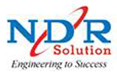 NDR
Solution
Engineering to Success